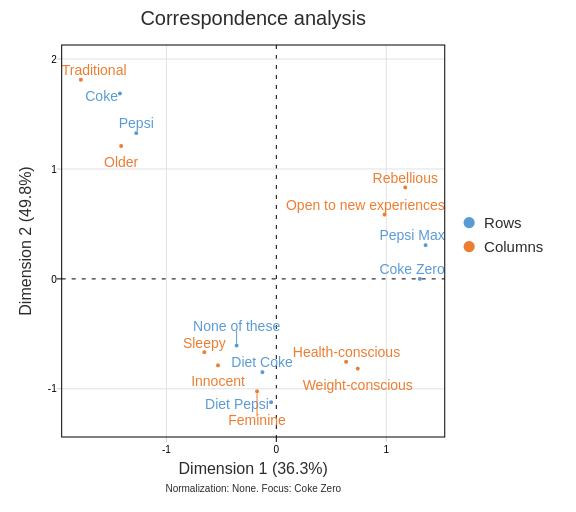 Correspondence analysis
2
Traditional
Coke
Pepsi
Older
1
Rebellious
Open to new experiences
Pepsi Max
Coke Zero
0
None of these
Sleepy
Health-conscious
Diet Coke
Innocent
Weight-conscious
-1
Diet Pepsi
Feminine
-1 0 1
Dimension 2 (49.8%)
Dimension 1 (36.3%)
Normalization: None. Focus: Coke Zero
Rows
Columns